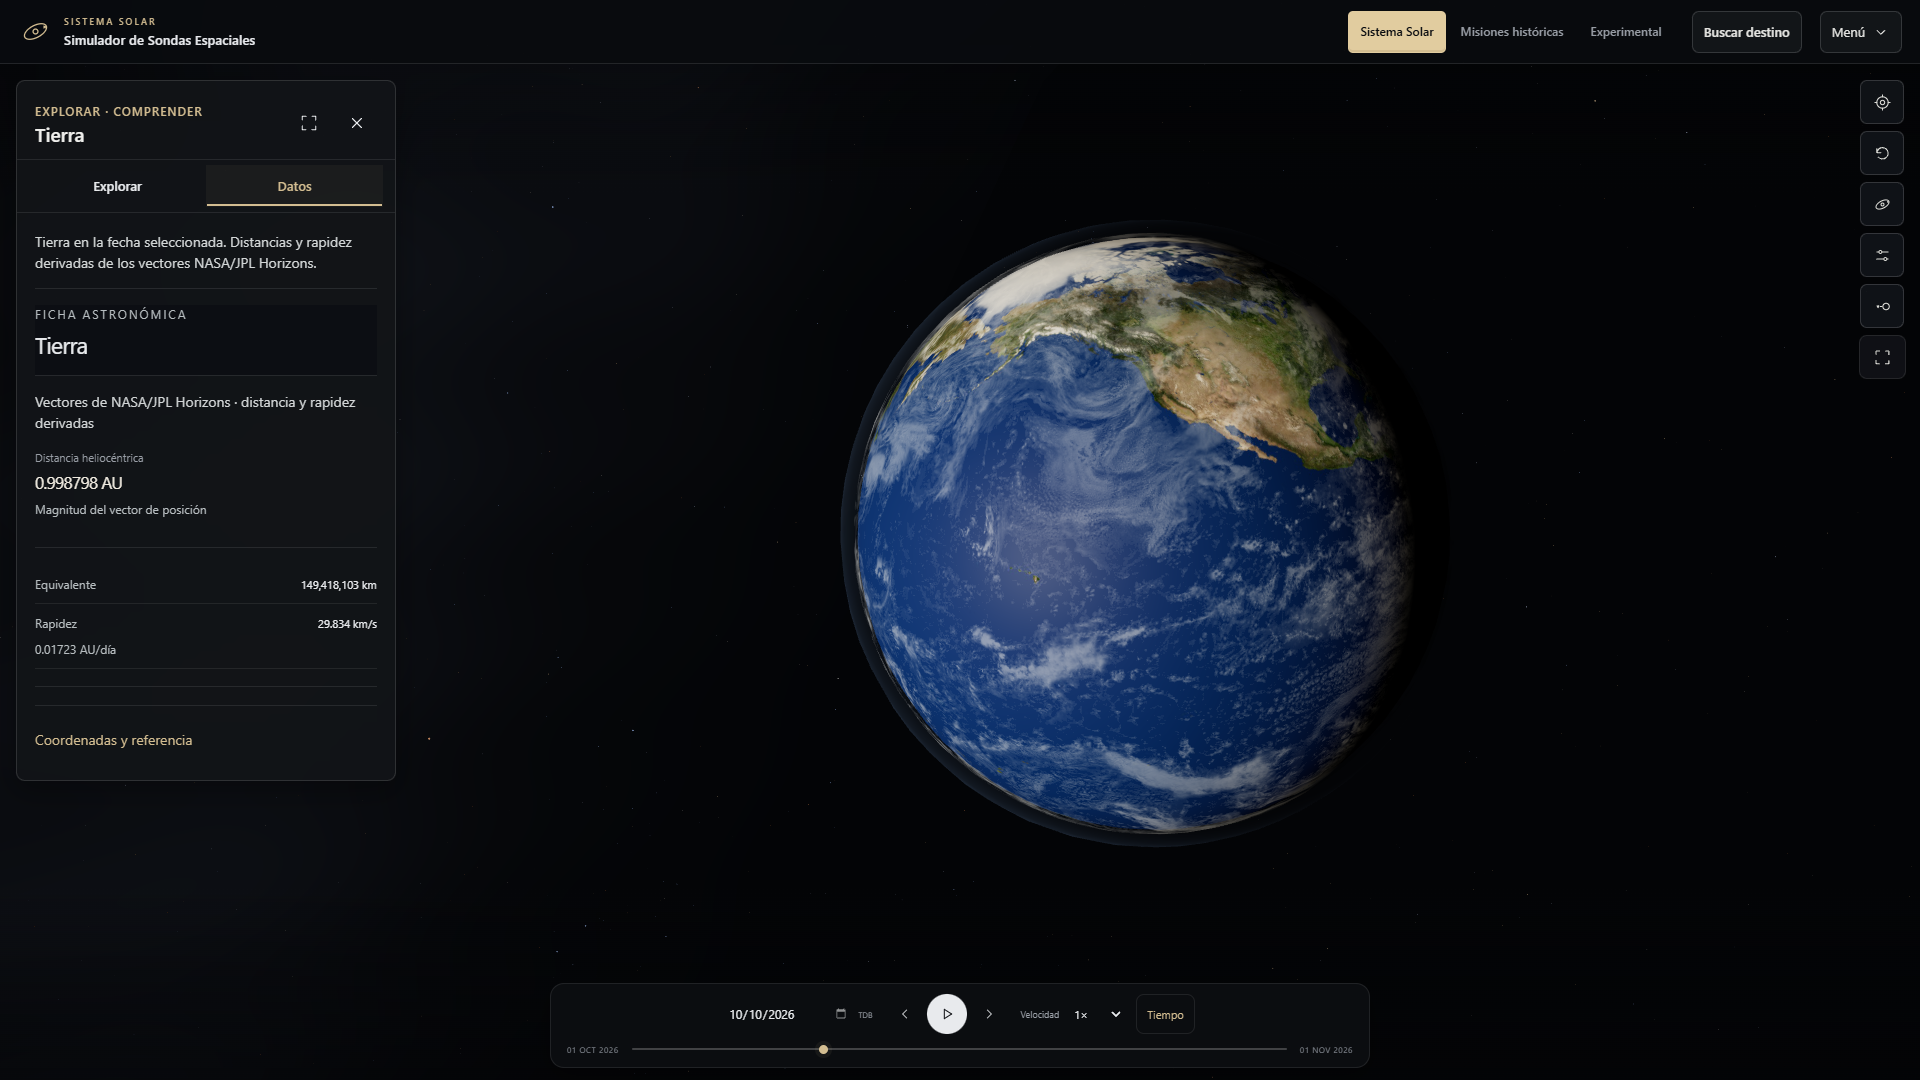 SISTEMA SOLAR
Simulador de Sondas Espaciales
Sistema Solar
Misiones históricas
Experimental
Buscar destino
Menú
EXPLORAR · COMPRENDER
Tierra
Explorar
Datos
Tierra en la fecha seleccionada. Distancias y rapidez
derivadas de los vectores NASA/JPL Horizons.
FICHA ASTRONÓMICA
Tierra
Vectores de NASA/JPL Horizons · distancia y rapidez
derivadas
Distancia heliocéntrica
0.998798 AU
Magnitud del vector de posición
Equivalente 149,418,103 km
Rapidez 29.834 km/s
0.01723 AU/día
Coordenadas y referencia
10/10/2026
TDB
Velocidad
1×
Tiempo
01 OCT 2026
01 NOV 2026